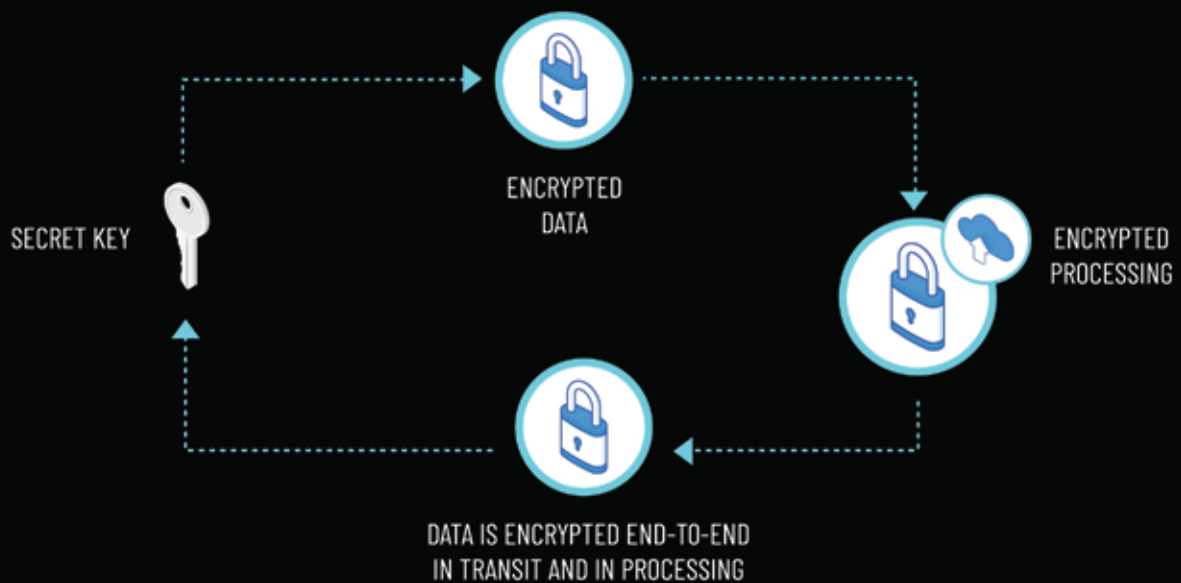 ENCRYPTED
DATA
SECRET KEY
ENCRYPTED
PROCESSING
DATA IS ENCRYPTED END-TO-END
IN TRANSIT AND IN PROCESSING